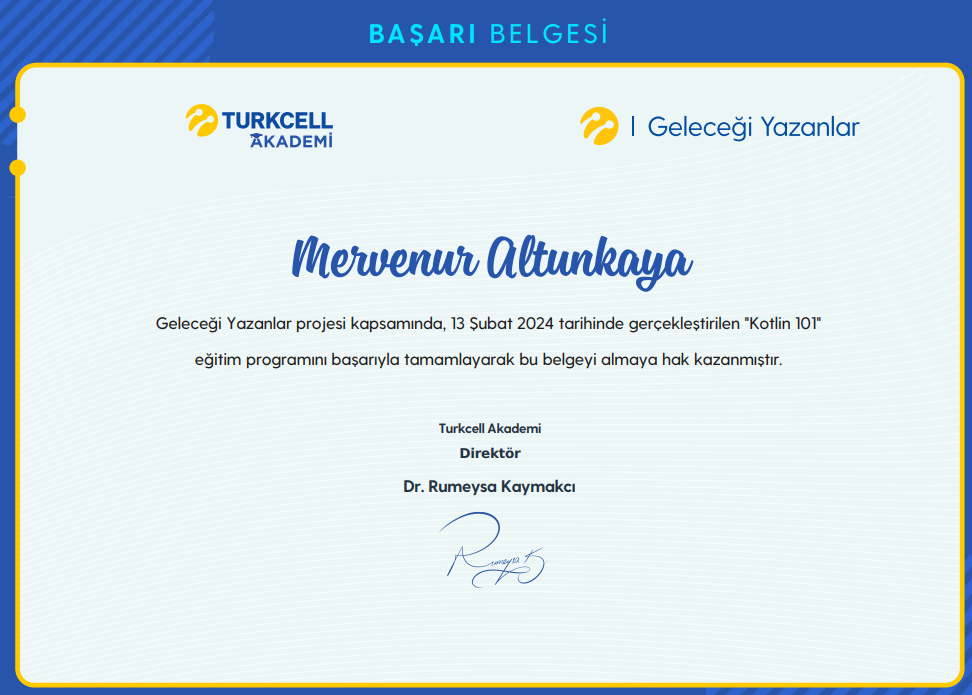 BAŞARI BELGESİ
TURKCELL
AKADEMİ
| Geleceği Yazanlar
Mervenur Altunkaya
Geleceği Yazanlar projesi kapsamında, 13 Şubat 2024 tarihinde gerçekleştirilen "Kotlin 101"
eğitim programını başarıyla tamamlayarak bu belgeyi almaya hak kazanmıştır.
Turkcell Akademi
Direktör
Dr. Rumeysa Kaymakcı
Rumeysa K